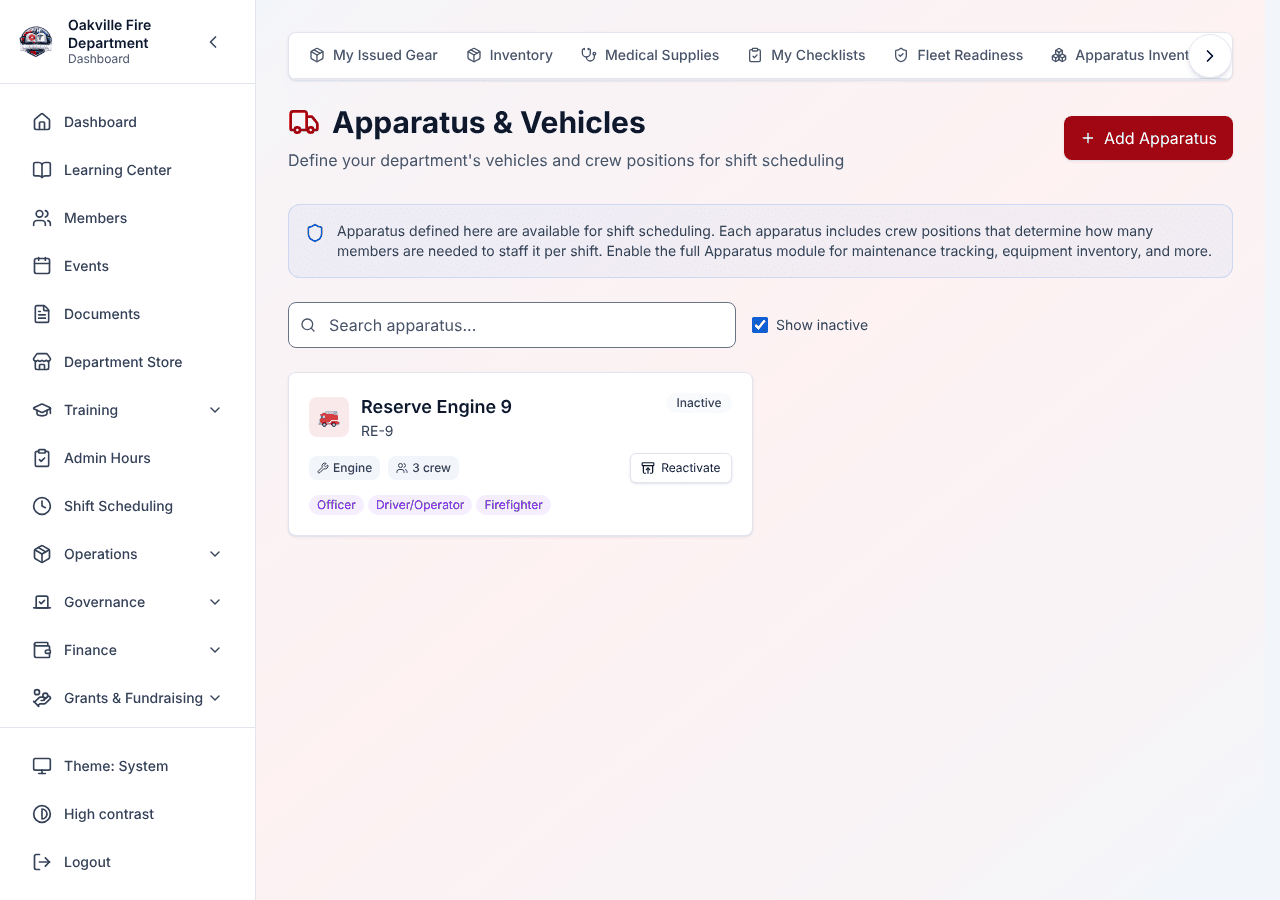 Oakville Fire
Department
Dashboard
Dashboard
Learning Center
Members
Events
Documents
Department Store
Training
Admin Hours
Shift Scheduling
Operations
Governance
Finance
Grants & Fundraising
Theme: System
High contrast
Logout
My Issued Gear
Inventory
Medical Supplies
My Checklists
Fleet Readiness
Apparatus Invent
Apparatus & Vehicles
Define your department's vehicles and crew positions for shift scheduling
+ Add Apparatus
Apparatus defined here are available for shift scheduling. Each apparatus includes crew positions that determine how many
members are needed to staff it per shift. Enable the full Apparatus module for maintenance tracking, equipment inventory, and more.
Search apparatus...
Show inactive
Reserve Engine 9
Inactive
RE-9
Engine
3 crew
Reactivate
Officer
Driver/Operator
Firefighter